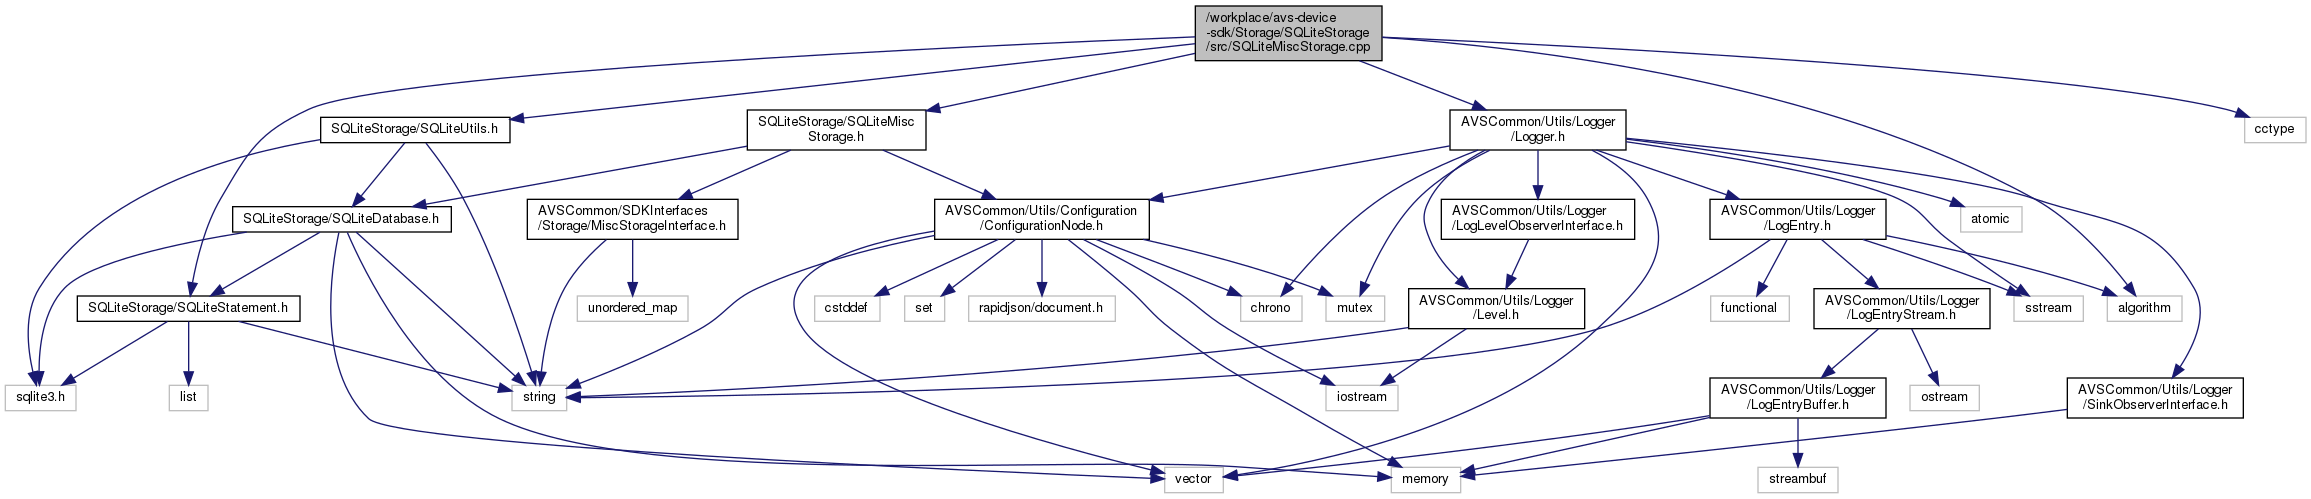 /workplace/avs-device
-sdk/Storage/SQLiteStorage
/src/SQLiteMiscStorage.cpp
SQLiteStorage/SQLiteUtils.h
SQLiteStorage/SQLiteMisc
Storage.h
AVSCommon/Utils/Logger
/Logger.h
cctype
SQLiteStorage/SQLiteDatabase.h
AVSCommon/SDKInterfaces
/Storage/MiscStorageInterface.h
AVSCommon/Utils/Configuration
/ConfigurationNode.h
AVSCommon/Utils/Logger
/LogLevelObserverInterface.h
AVSCommon/Utils/Logger
/LogEntry.h
atomic
SQLiteStorage/SQLiteStatement.h
unordered_map
cstddef
set
rapidjson/document.h
chrono
mutex
AVSCommon/Utils/Logger
/Level.h
functional
AVSCommon/Utils/Logger
/LogEntryStream.h
sstream
algorithm
sqlite3.h
list
string
iostream
AVSCommon/Utils/Logger
/LogEntryBuffer.h
ostream
AVSCommon/Utils/Logger
/SinkObserverInterface.h
vector
memory
streambuf